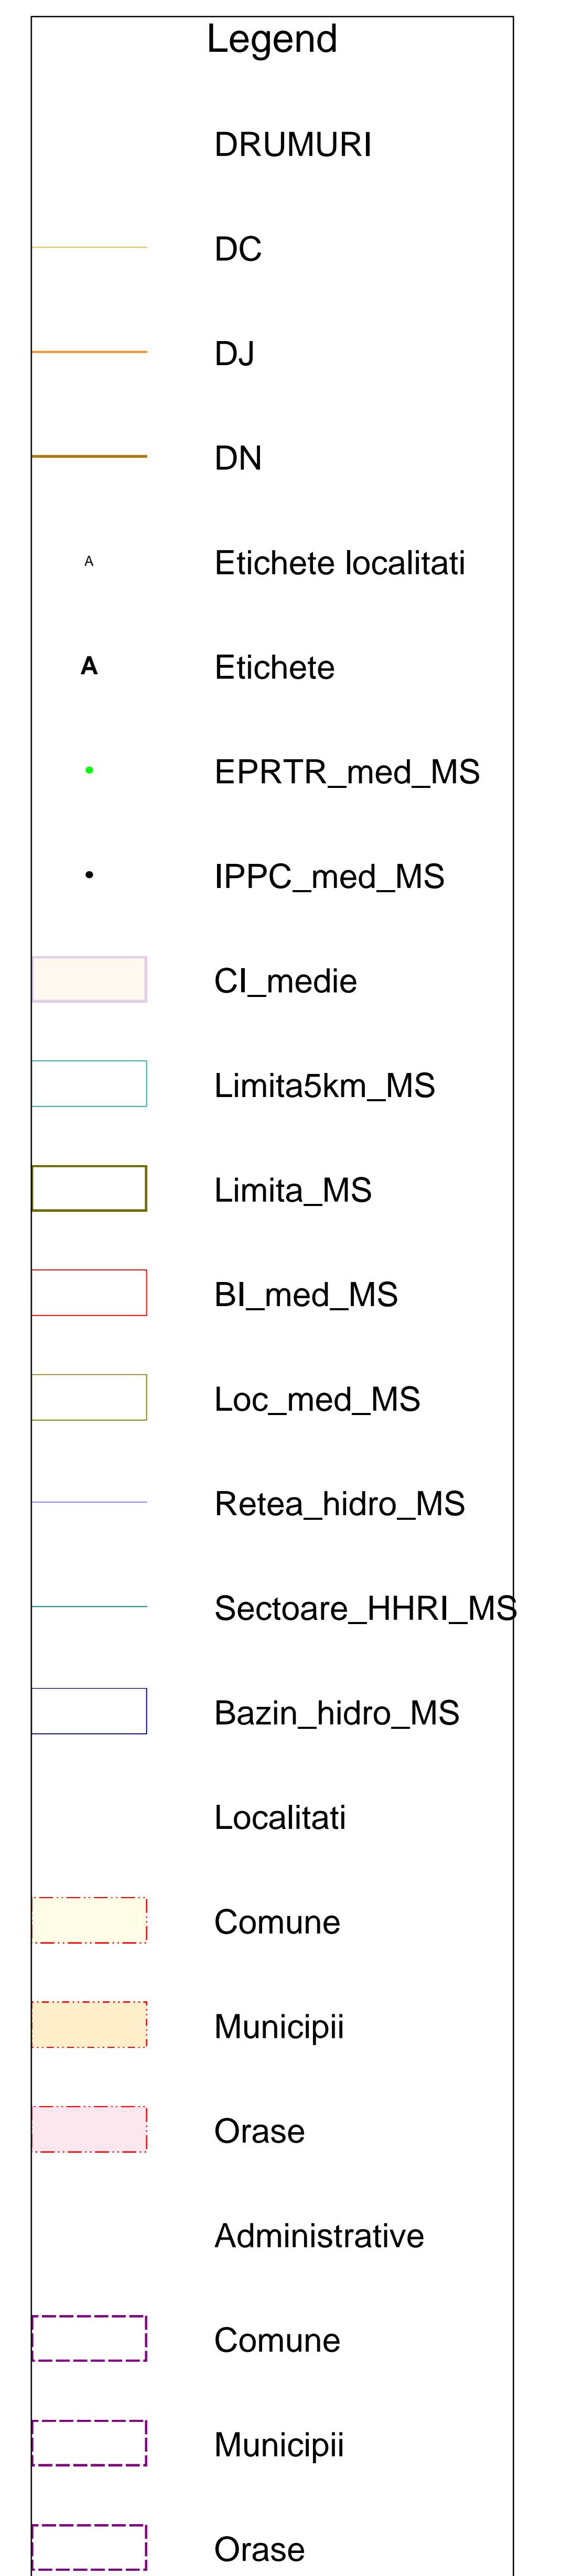 Legend
DRUMURI
DC
DJ
DN
A Etichete localitati
A Etichete
EPRTR_med_MS
IPPC_med_MS
CI_medie
Limita5km_MS
Limita_MS
BI_med_MS
Loc_med_MS
Retea_hidro_MS
Sectoare_HHRI_MS
Bazin_hidro_MS
Localitati
Comune
Municipii
Orase
Administrative
Comune
Municipii
Orase